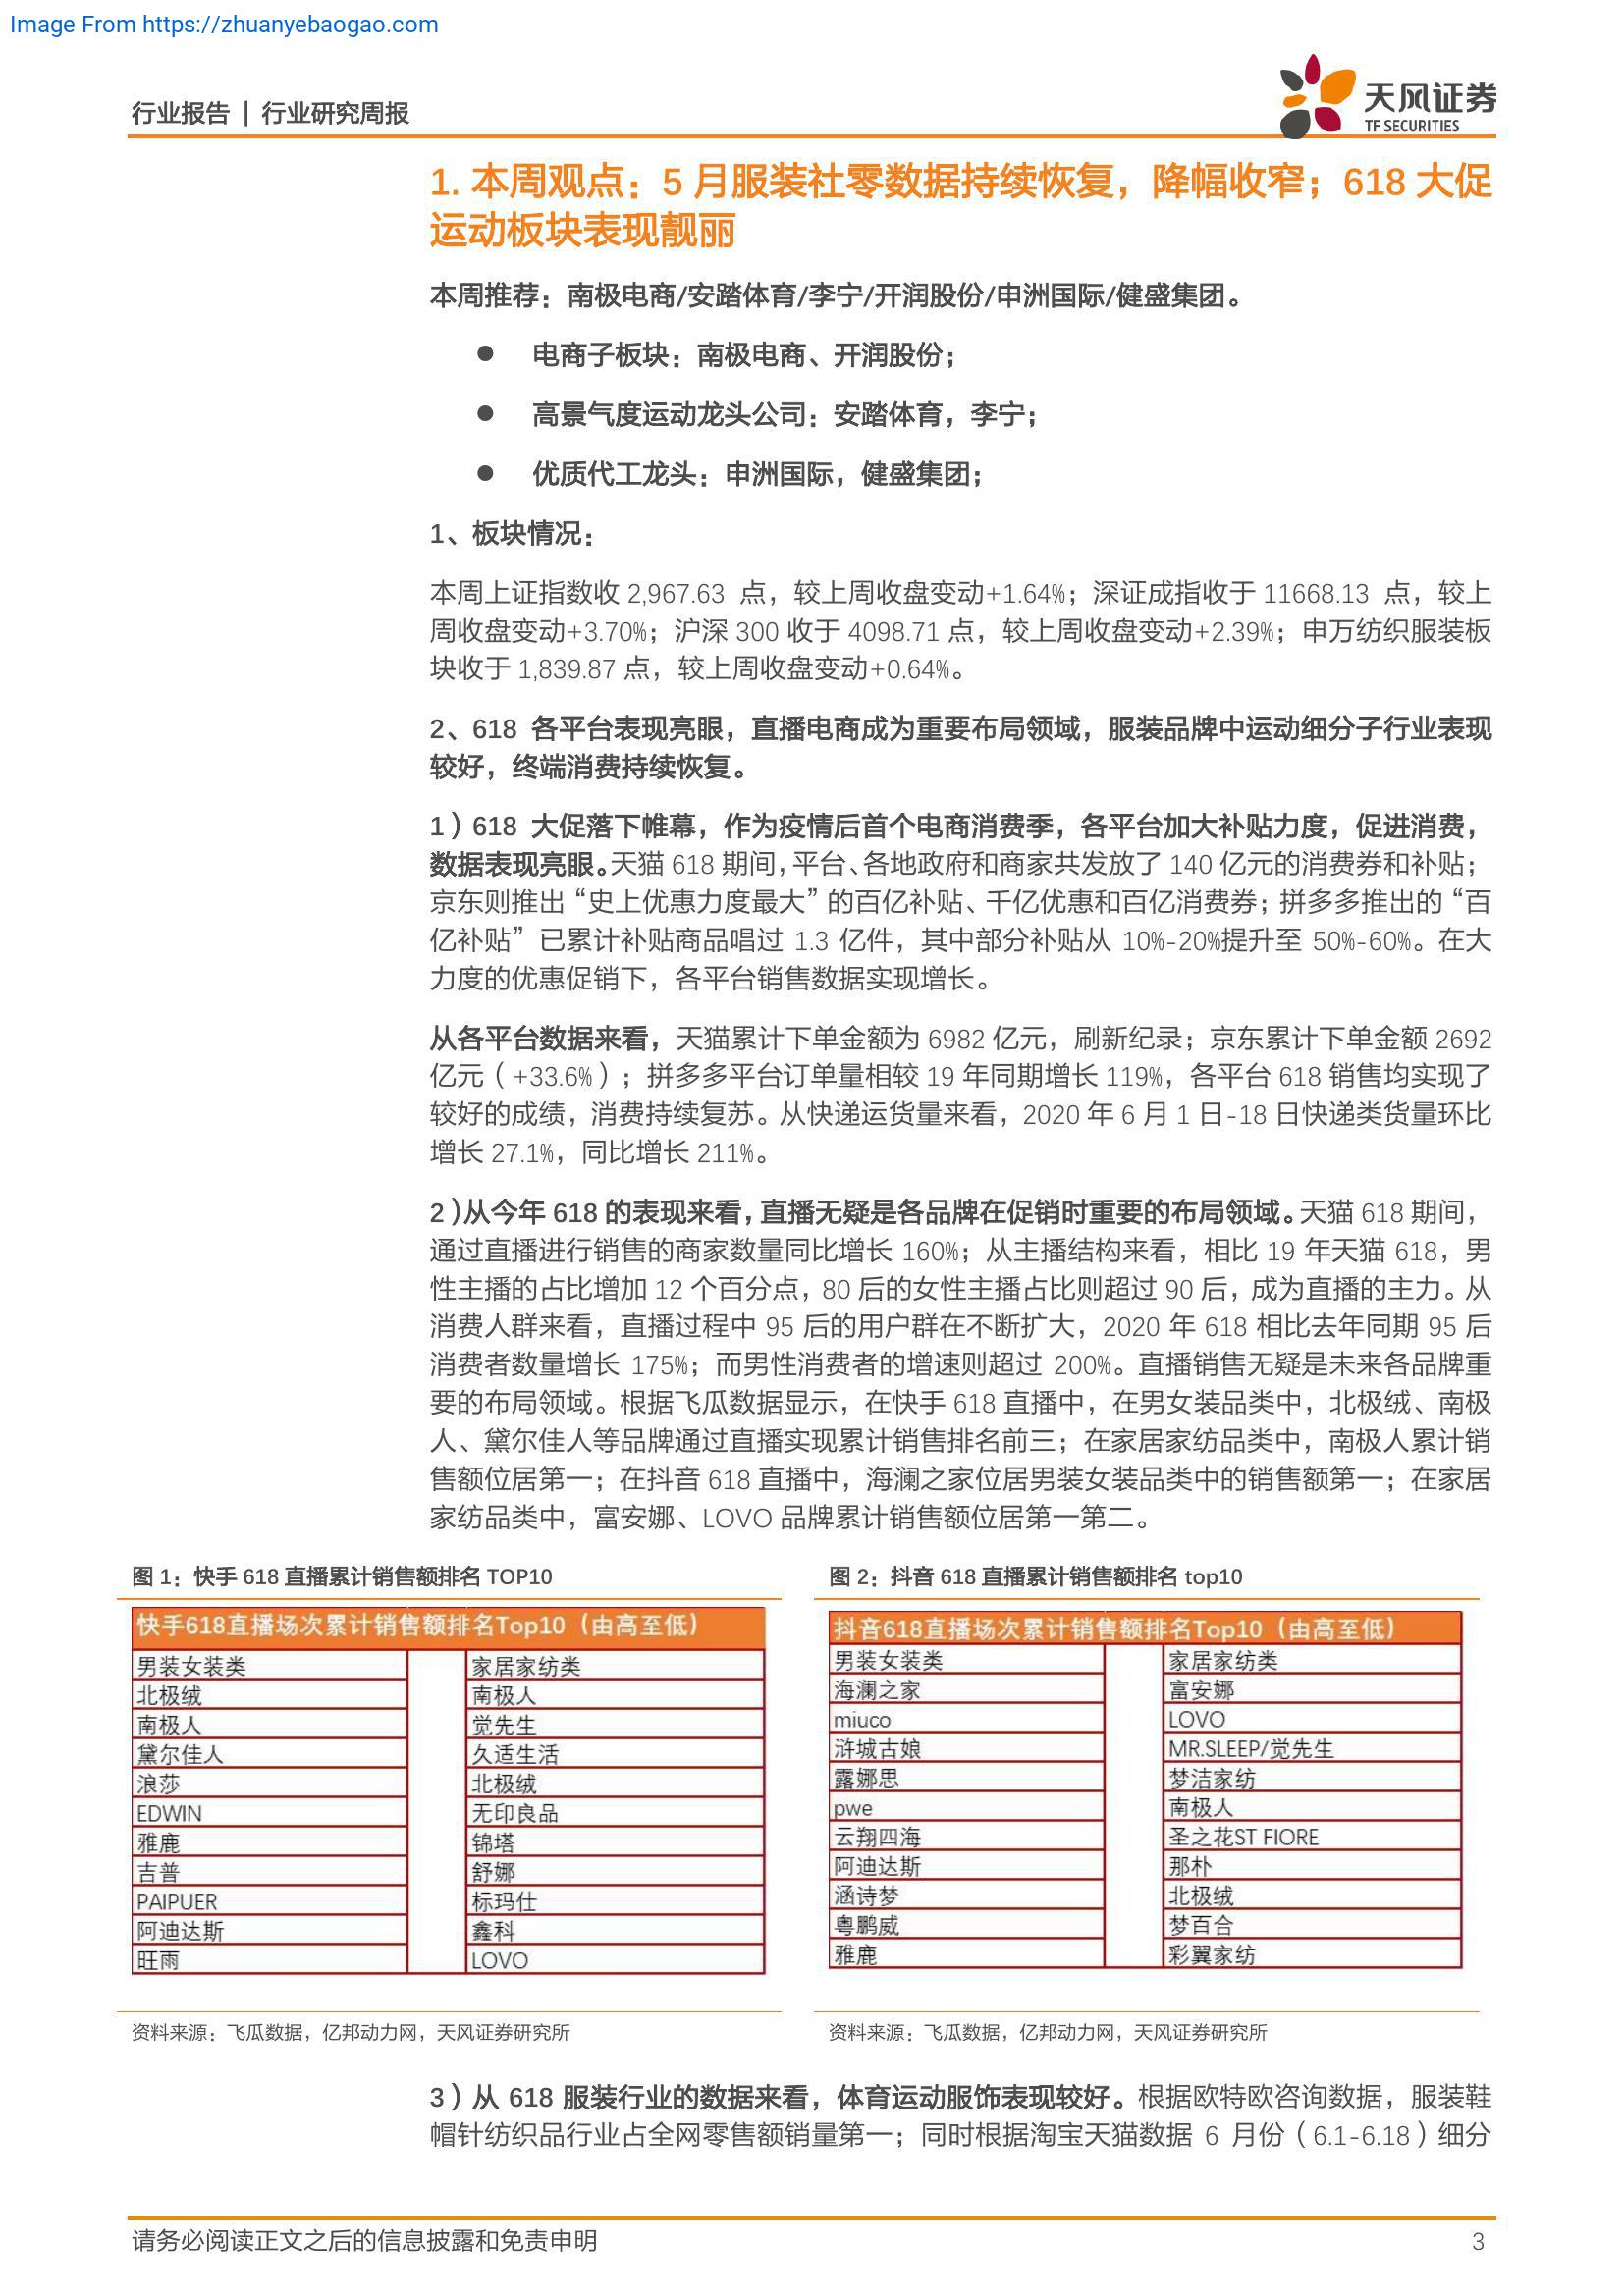 Image From https://zhuanyebaogao.com
行业报告 | 行业研究周报
天风证券
TF SECURITIES
1. 本周观点：5 月服装社零数据持续恢复，降幅收窄；618 大促
运动板块表现靓丽
本周推荐：南极电商/安踏体育/李宁/开润股份/申洲国际/健盛集团。
● 电商子板块：南极电商、开润股份；
● 高景气度运动龙头公司：安踏体育，李宁；
● 优质代工龙头：申洲国际，健盛集团；
1、板块情况：
本周上证指数收 2,967.63 点，较上周收盘变动+1.64%；深证成指收于 11668.13 点，较上
周收盘变动+3.70%；沪深 300 收于 4098.71 点，较上周收盘变动+2.39%；申万纺织服装板
块收于 1,839.87 点，较上周收盘变动+0.64%。
2、618 各平台表现亮眼，直播电商成为重要布局领域，服装品牌中运动细分子行业表现
较好，终端消费持续恢复。
1）618 大促落下帷幕，作为疫情后首个电商消费季，各平台加大补贴力度，促进消费，
数据表现亮眼。天猫 618 期间，平台、各地政府和商家共发放了 140 亿元的消费券和补贴；
京东则推出“史上优惠力度最大”的百亿补贴、千亿优惠和百亿消费券；拼多多推出的“百
亿补贴”已累计补贴商品唱过 1.3 亿件，其中部分补贴从 10%-20%提升至 50%-60%。在大
力度的优惠促销下，各平台销售数据实现增长。
从各平台数据来看，天猫累计下单金额为 6982 亿元，刷新纪录；京东累计下单金额 2692
亿元（+33.6%）；拼多多平台订单量相较 19 年同期增长 119%，各平台 618 销售均实现了
较好的成绩，消费持续复苏。从快递运货量来看，2020 年 6 月 1 日-18 日快递类货量环比
增长 27.1%，同比增长 211%。
2）从今年 618 的表现来看，直播无疑是各品牌在促销时重要的布局领域。天猫 618 期间，
通过直播进行销售的商家数量同比增长 160%；从主播结构来看，相比 19 年天猫 618，男
性主播的占比增加 12 个百分点，80 后的女性主播占比则超过 90 后，成为直播的主力。从
消费人群来看，直播过程中 95 后的用户群在不断扩大，2020 年 618 相比去年同期 95 后
消费者数量增长 175%；而男性消费者的增速则超过 200%。直播销售无疑是未来各品牌重
要的布局领域。根据飞瓜数据显示，在快手 618 直播中，在男女装品类中，北极绒、南极
人、黛尔佳人等品牌通过直播实现累计销售排名前三；在家居家纺品类中，南极人累计销
售额位居第一；在抖音 618 直播中，海澜之家位居男装女装品类中的销售额第一；在家居
家纺品类中，富安娜、LOVO 品牌累计销售额位居第一第二。
图 1：快手 618 直播累计销售额排名 TOP10
快手618直播场次累计销售额排名Top10（由高至低）
男装女装类 家居家纺类
北极绒 南极人
南极人 觉先生
黛尔佳人 久适生活
浪莎 北极绒
EDWIN 无印良品
雅鹿 锦塔
吉普 舒娜
PAIPUER 标玛仕
阿迪达斯 鑫科
旺雨 LOVO
资料来源：飞瓜数据，亿邦动力网，天风证券研究所
图 2：抖音 618 直播累计销售额排名 top10
抖音618直播场次累计销售额排名Top10（由高至低）
男装女装类 家居家纺类
海澜之家 富安娜
miuco LOVO
浒城古娘 MR.SLEEP/觉先生
露娜思 梦洁家纺
pwe 南极人
云翔四海 圣之花ST FIORE
阿迪达斯 那朴
涵诗梦 北极绒
粤鹏威 梦百合
雅鹿 彩翼家纺
资料来源：飞瓜数据，亿邦动力网，天风证券研究所
3）从 618 服装行业的数据来看，体育运动服饰表现较好。根据欧特欧咨询数据，服装鞋
帽针纺织品行业占全网零售额销量第一；同时根据淘宝天猫数据 6 月份（6.1-6.18）细分
请务必阅读正文之后的信息披露和免责申明
3